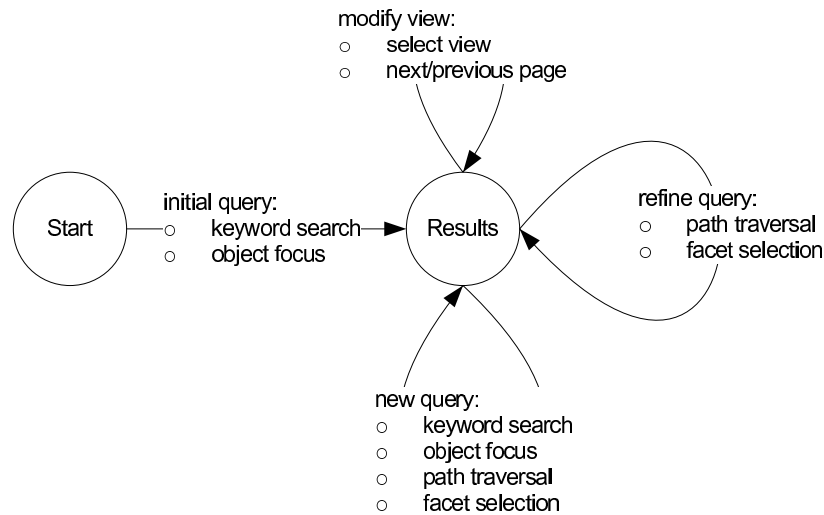 modify view:
○ select view
○ next/previous page
Start
initial query:
○ keyword search
○ object focus
Results
refine query:
○ path traversal
○ facet selection
new query:
○ keyword search
○ object focus
○ path traversal
○ facet selection